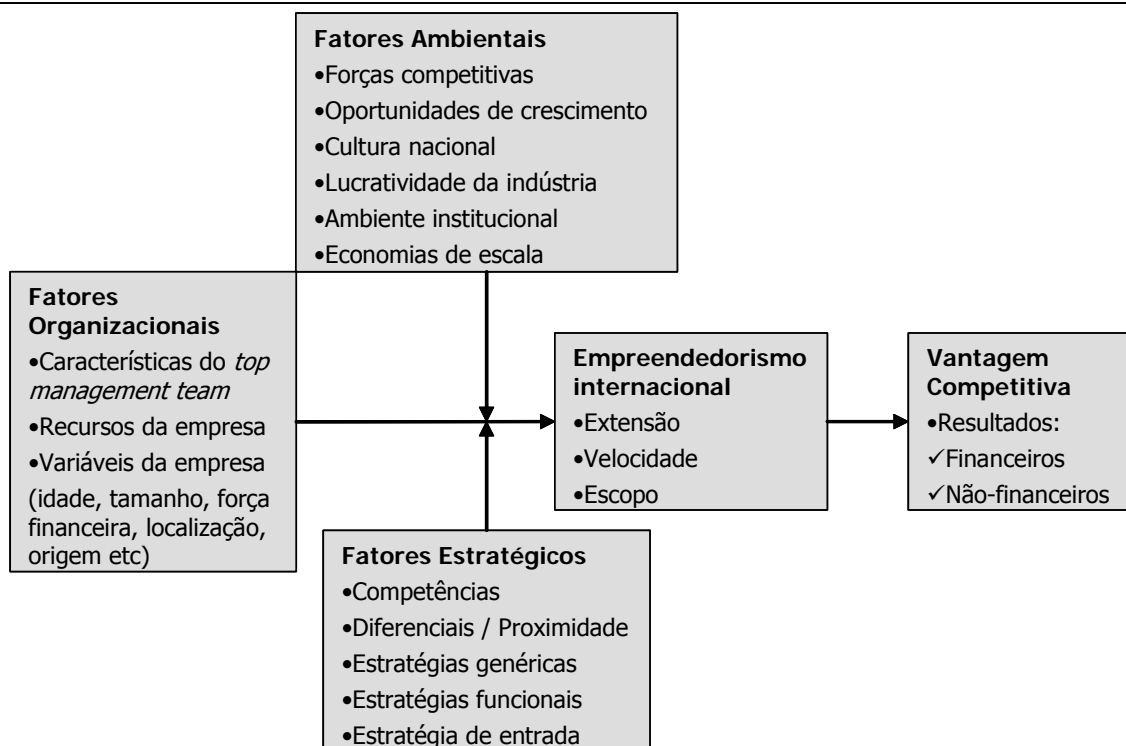 Fatores Ambientais
•Forças competitivas
•Oportunidades de crescimento
•Cultura nacional
•Lucratividade da indústria
•Ambiente institucional
•Economias de escala
Fatores
Organizacionais
•Características do top
management team
•Recursos da empresa
•Variáveis da empresa
(idade, tamanho, força
financeira, localização,
origem etc)
Empreendedorismo
internacional
•Extensão
•Velocidade
•Escopo
Vantagem
Competitiva
•Resultados:
✓Financeiros
✓Não-financeiros
Fatores Estratégicos
•Competências
•Diferenciais / Proximidade
•Estratégias genéricas
•Estratégias funcionais
•Estratégia de entrada